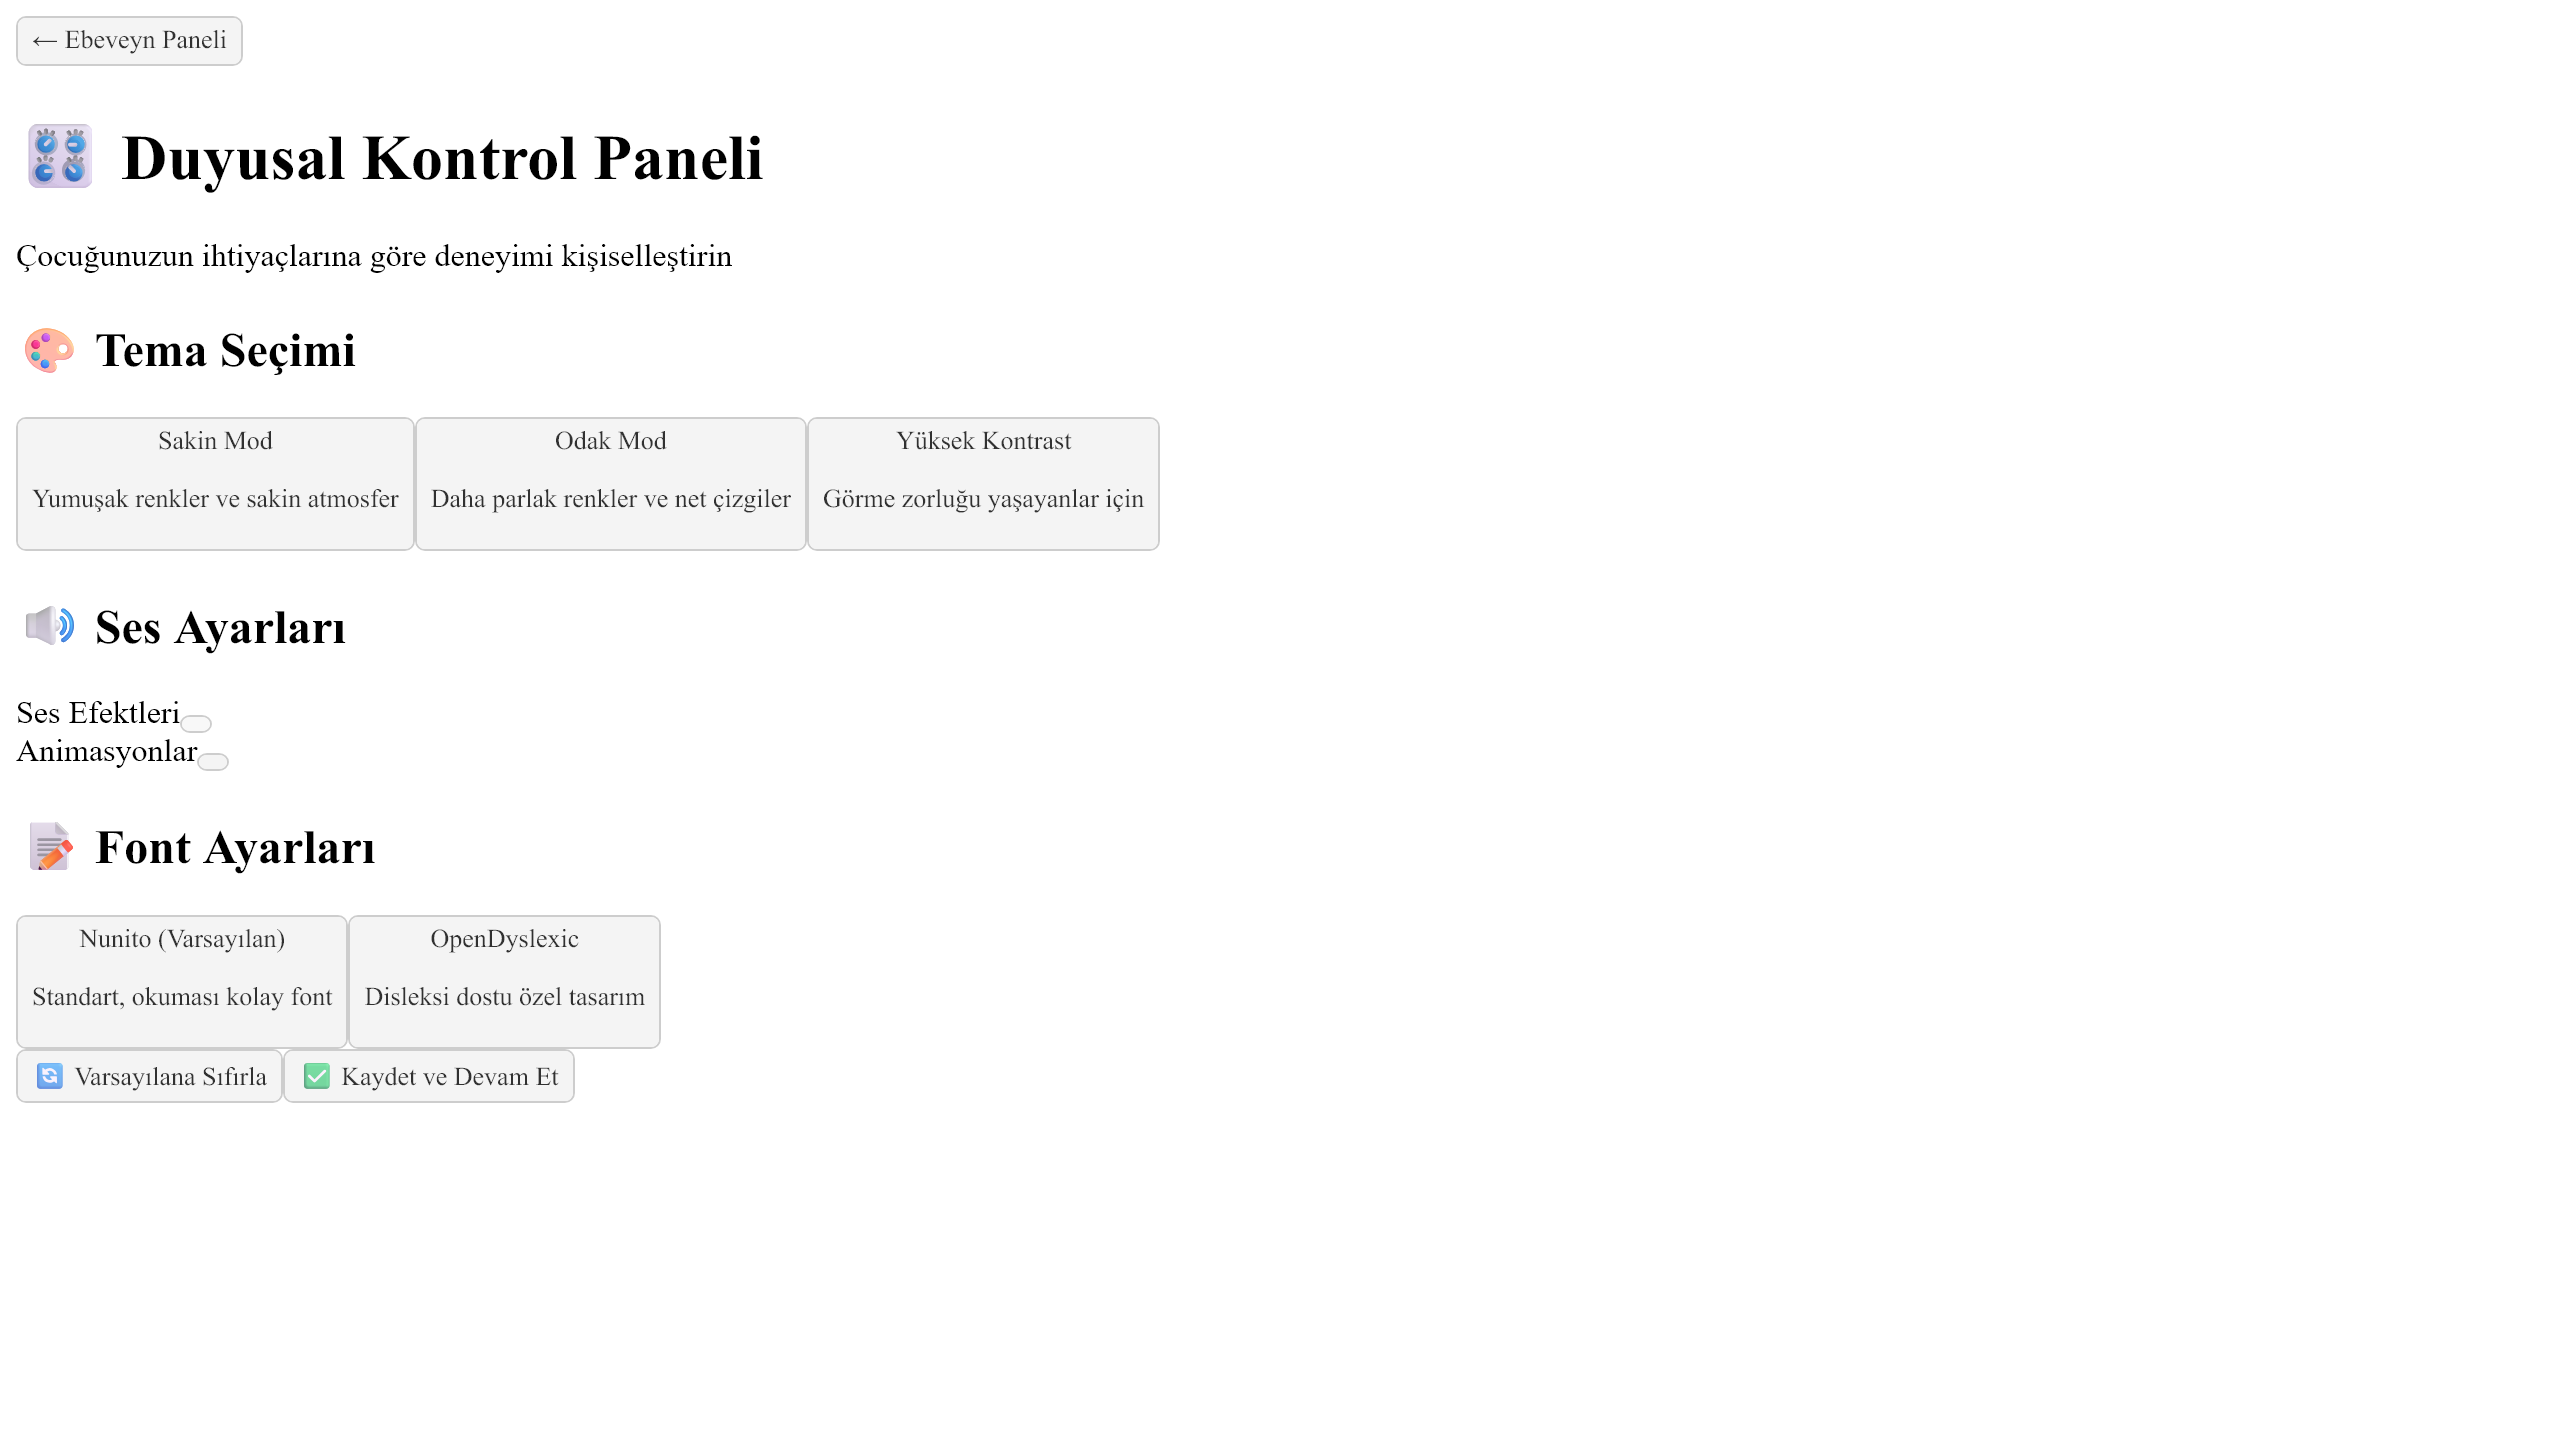 ← Ebeveyn Paneli
🎛️ Duyusal Kontrol Paneli
Çocuğunuzun ihtiyaçlarına göre deneyimi kişiselleştirin
🎨 Tema Seçimi
Sakin Mod
Yumuşak renkler ve sakin atmosfer
Odak Mod
Daha parlak renkler ve net çizgiler
Yüksek Kontrast
Görme zorluğu yaşayanlar için
🔊 Ses Ayarları
Ses Efektleri
Animasyonlar
📝 Font Ayarları
Nunito (Varsayılan)
Standart, okuması kolay font
OpenDyslexic
Disleksi dostu özel tasarım
🔄 Varsayılana Sıfırla
✅ Kaydet ve Devam Et